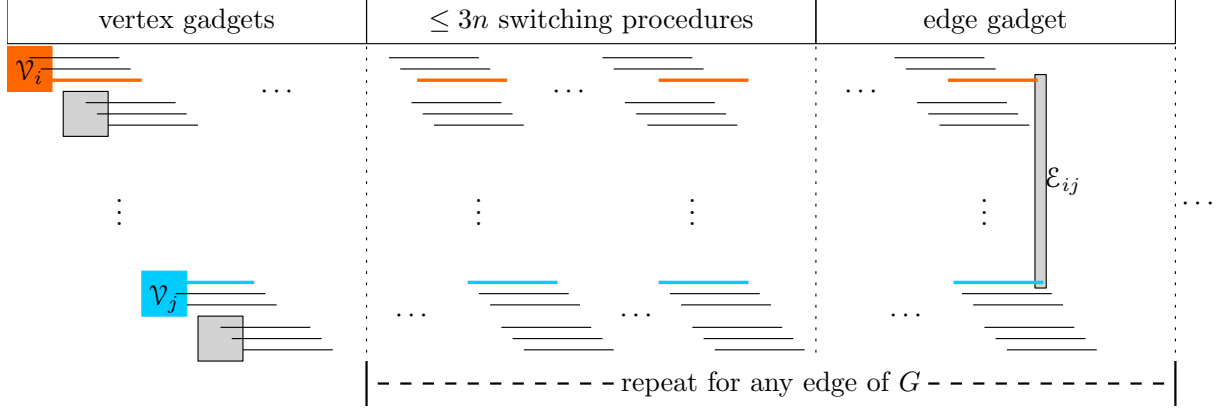 vertex gadgets
≤ 3n switching procedures
edge gadget
𝒱ᵢ
...
...
...
ℰᵢⱼ
⋮
⋮
⋮
⋮
...
𝒱ⱼ
...
...
...
repeat for any edge of G